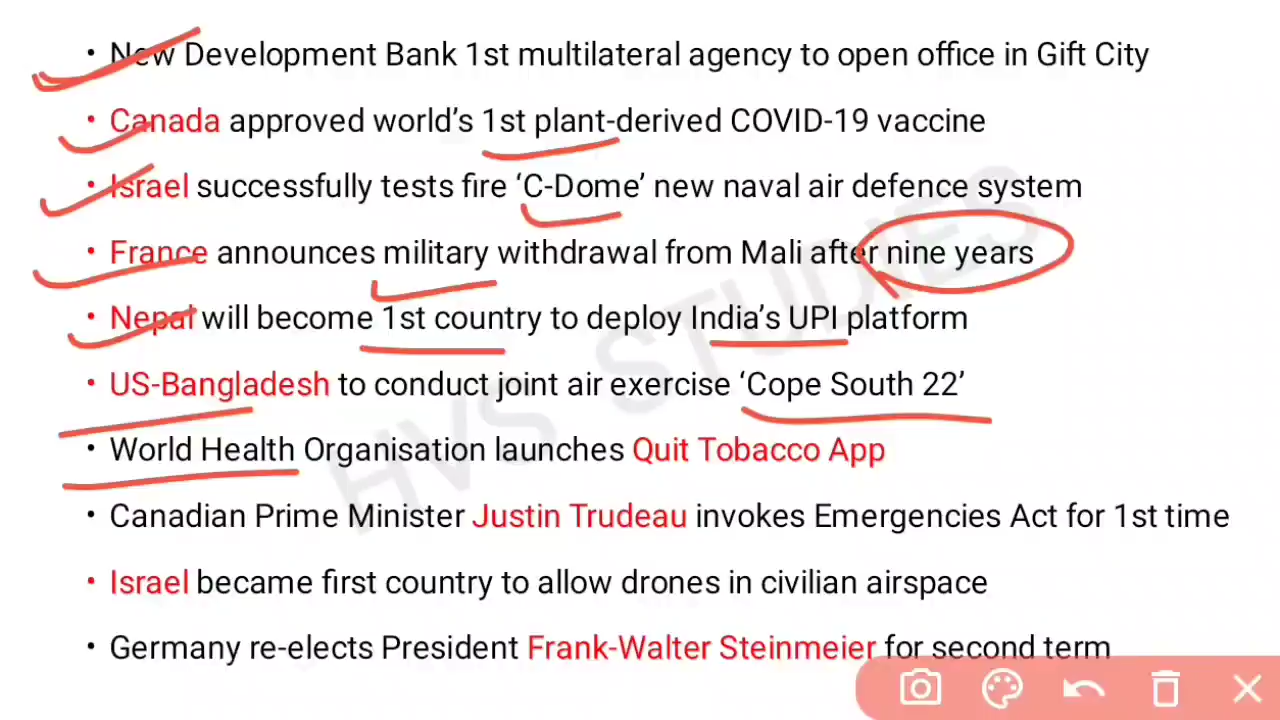 • New Development Bank 1st multilateral agency to open office in Gift City
• Canada approved world's 1st plant-derived COVID-19 vaccine
• Israel successfully tests fire 'C-Dome' new naval air defence system
• France announces military withdrawal from Mali after nine years
• Nepal will become 1st country to deploy India's UPI platform
• US-Bangladesh to conduct joint air exercise 'Cope South 22'
• World Health Organisation launches Quit Tobacco App
• Canadian Prime Minister Justin Trudeau invokes Emergencies Act for 1st time
• Israel became first country to allow drones in civilian airspace
• Germany re-elects President Frank-Walter Steinmeier for second term
HVS STUDIES